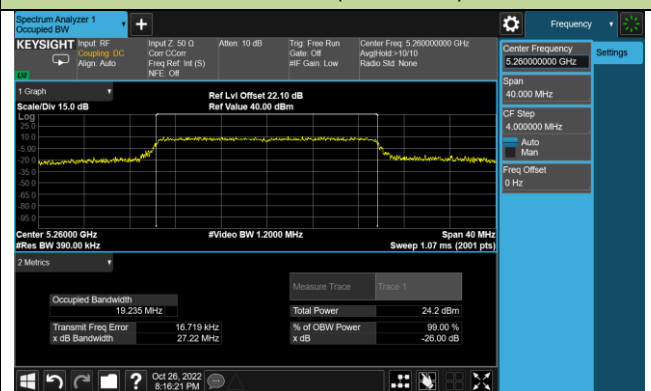 Spectrum Analyzer 1
Occupied BW
Frequency
KEYSIGHT
Input: RF
Coupling: DC
Align: Auto
Input Z: 50 Ω
Corr CCorr
Freq Ref: Int (S)
NFE: Off
Atten: 10 dB
Trig: Free Run
Gate: Off
#IF Gain: Low
Center Freq: 5.260000000 GHz
Avg|Hold:>10/10
Radio Std: None
LXI
Center Frequency
5.260000000 GHz
Settings
Span
40.000 MHz
CF Step
4.000000 MHz
Auto
Man
Freq Offset
0 Hz
1 Graph
Scale/Div 15.0 dB
Ref Lvl Offset 22.10 dB
Ref Value 40.00 dBm
Log
25.0
10.0
-5.00
-20.0
-35.0
-50.0
-65.0
-80.0
-95.0
Center 5.26000 GHz
#Res BW 390.00 kHz
#Video BW 1.2000 MHz
Span 40 MHz
Sweep 1.07 ms (2001 pts)
2 Metrics
Measure Trace
Trace 1
Occupied Bandwidth
19.235 MHz
Total Power
24.2 dBm
Transmit Freq Error
16.719 kHz
% of OBW Power
99.00 %
x dB Bandwidth
27.22 MHz
x dB
-26.00 dB
?
Oct 26, 2022
8:16:21 PM